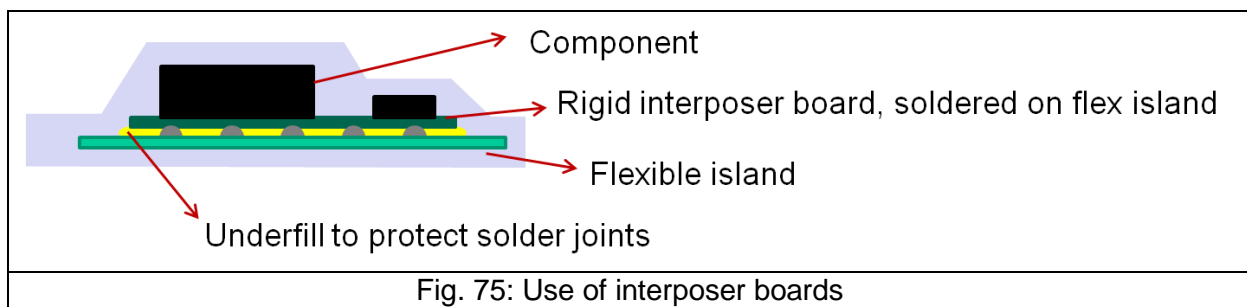 Component
Rigid interposer board, soldered on flex island
Flexible island
Underfill to protect solder joints
Fig. 75: Use of interposer boards